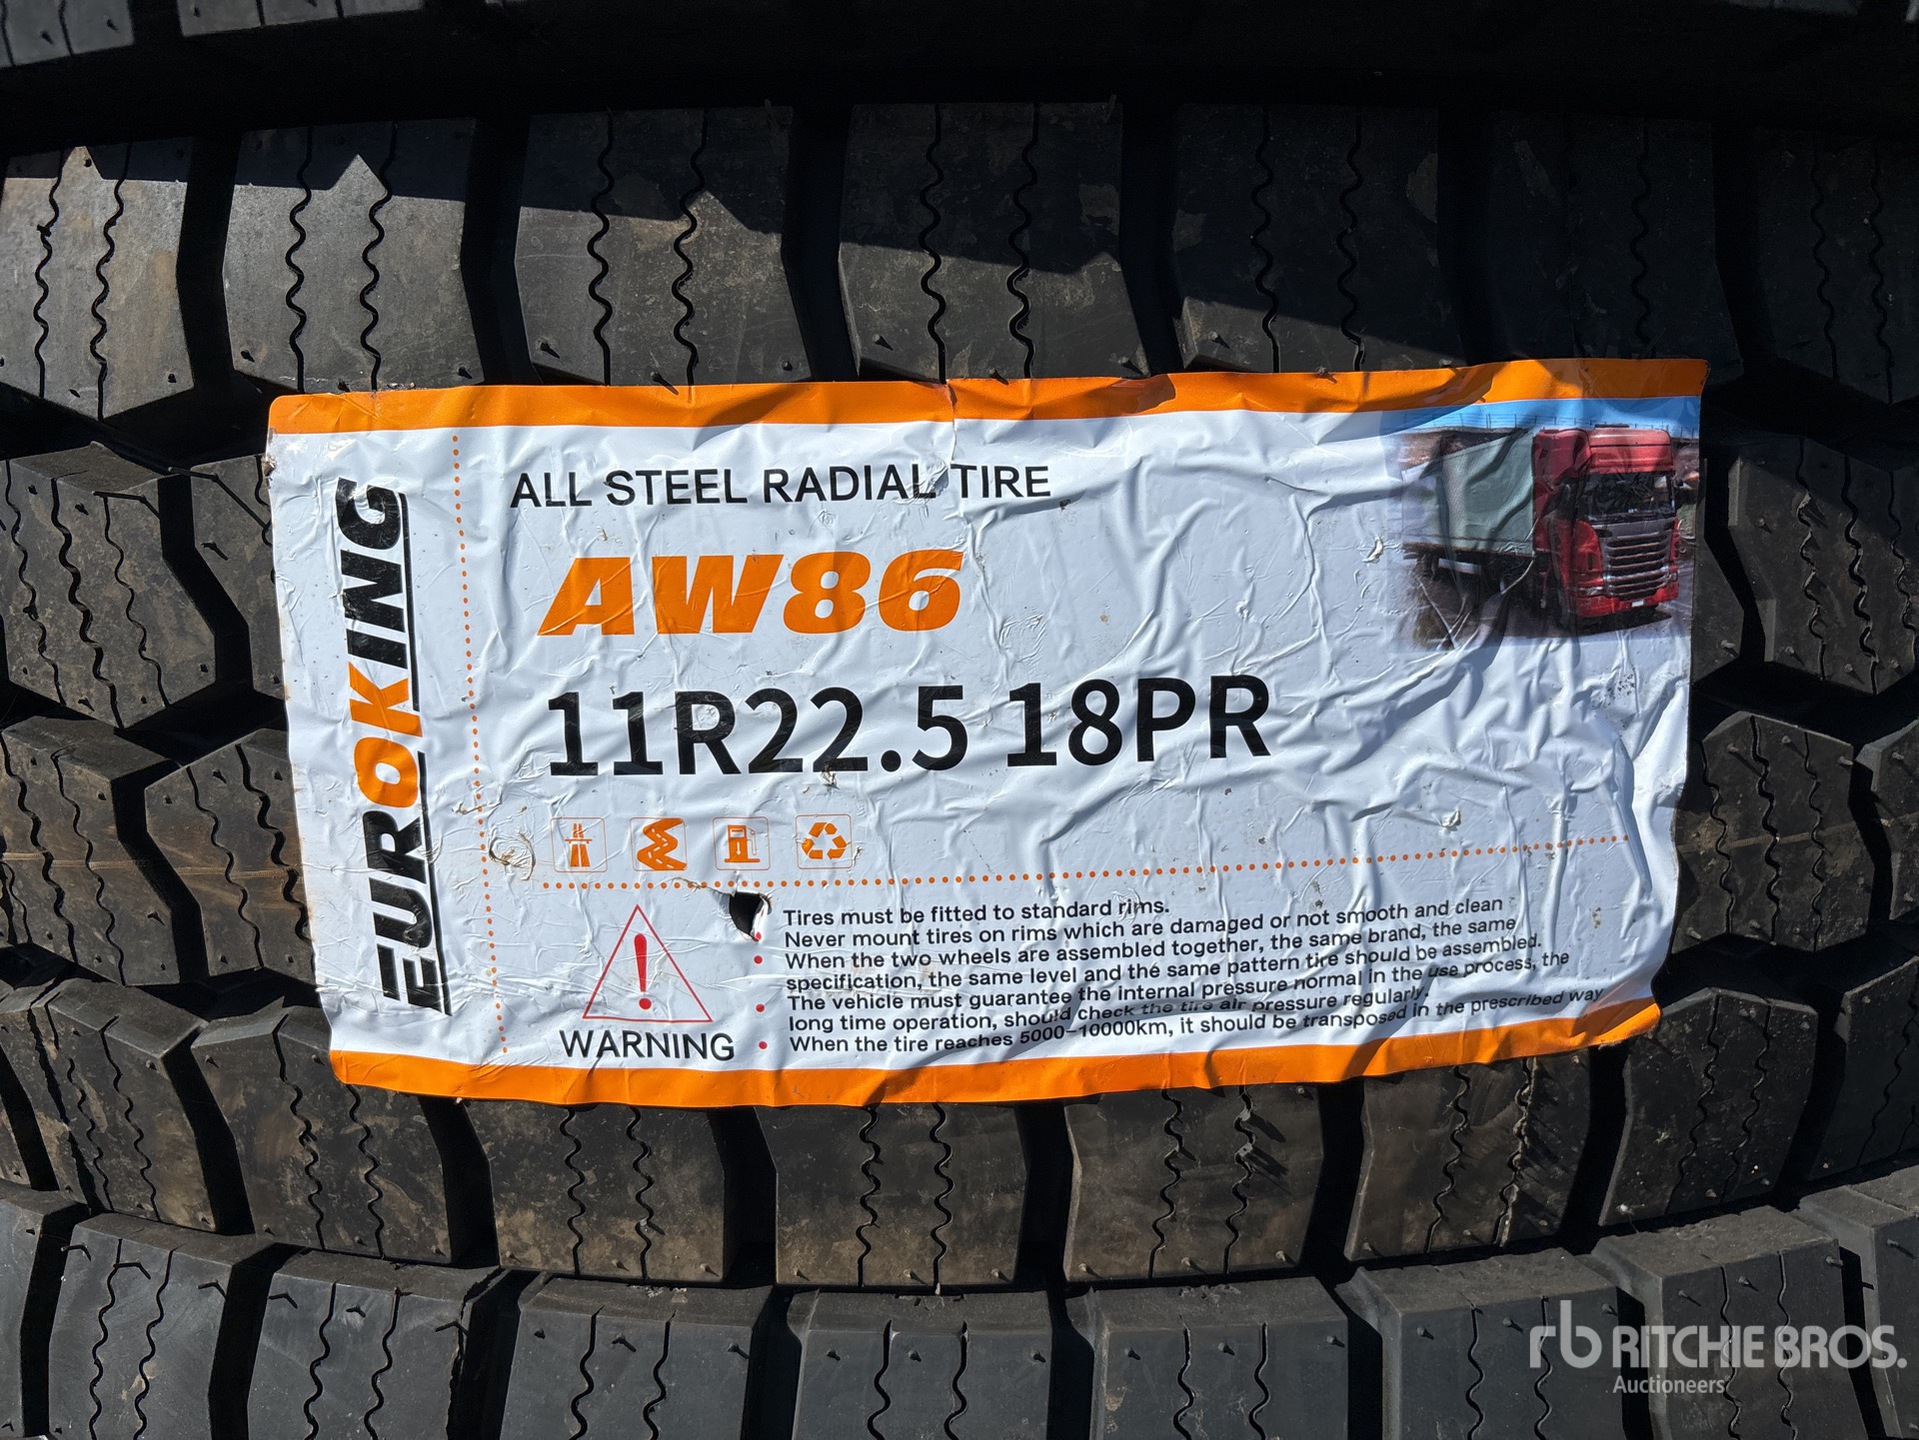 EUROKING
ALL STEEL RADIAL TIRE
AW86
11R22.5 18PR
WARNING
Tires must be fitted to standard rims.
• Never mount tires on rims which are damaged or not smooth and clean
• When the two wheels are assembled together, the same brand, the same
specification, the same level and the same pattern tire should be assembled.
• The vehicle must guarantee the internal pressure normal in the use process, the
long time operation, should check the tire air pressure regularly.
• When the tire reaches 5000-10000km, it should be transposed in the prescribed way
rb RITCHIE BROS.
Auctioneers